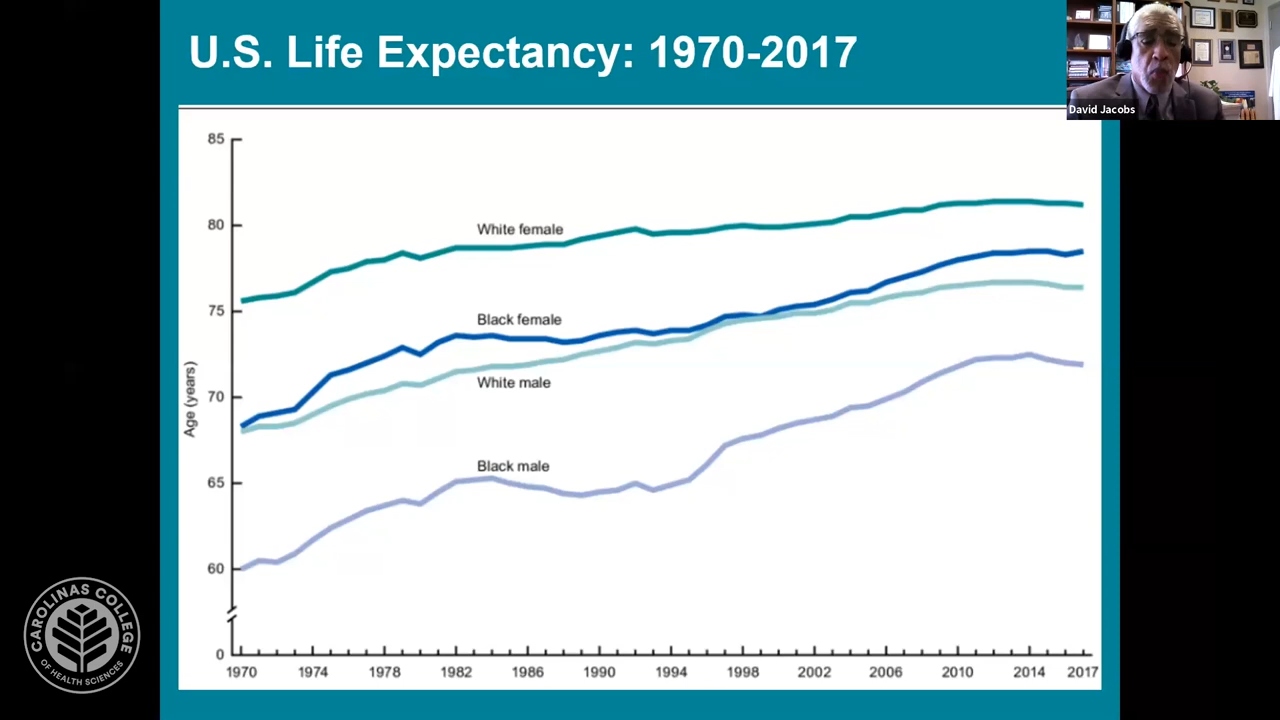 U.S. Life Expectancy: 1970-2017
David Jacobs
85
80
75
70
65
60
0
Age (years)
White female
Black female
White male
Black male
1970 1974 1978 1982 1986 1990 1994 1998 2002 2006 2010 2014 2017
CAROLINAS COLLEGE
OF HEALTH SCIENCES